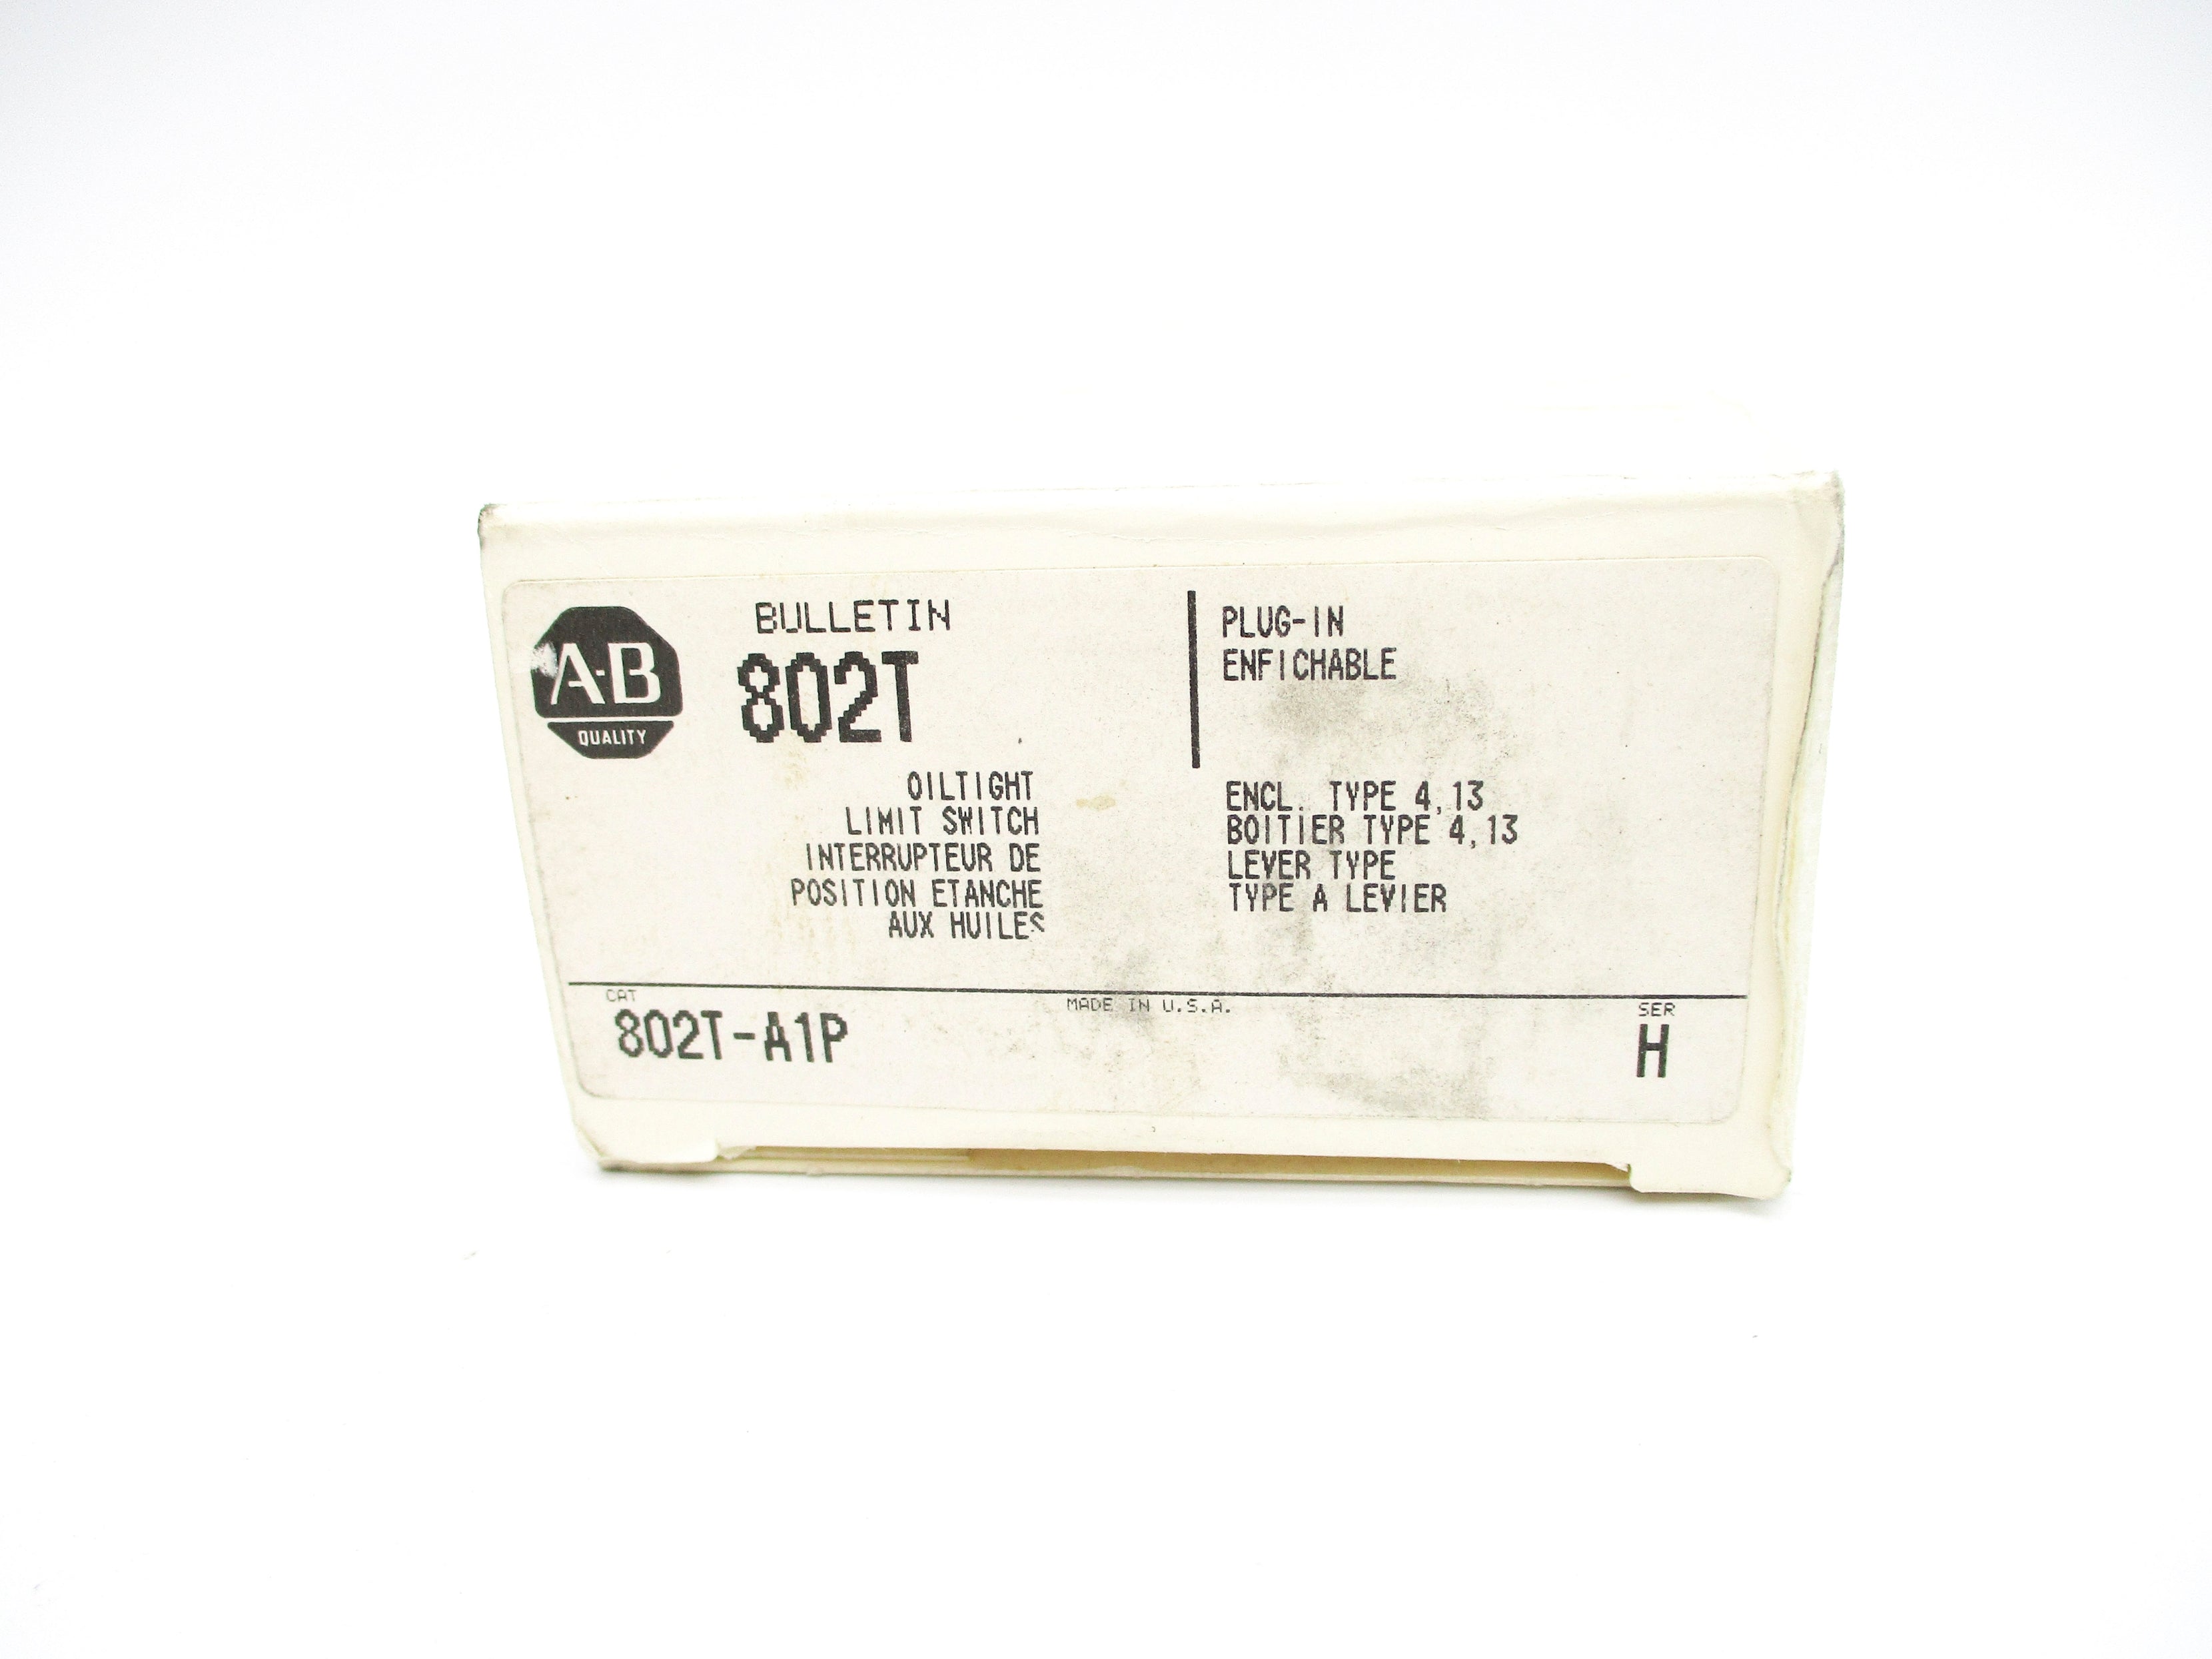 A-B
QUALITY
BULLETIN
802T
OILTIGHT
LIMIT SWITCH
INTERRUPTEUR DE
POSITION ETANCHE
AUX HUILES
PLUG-IN
ENFICHABLE
ENCL. TYPE 4,13
BOITIER TYPE 4,13
LEVER TYPE
TYPE A LEVIER
CAT
802T-A1P
MADE IN U.S.A.
SER
H